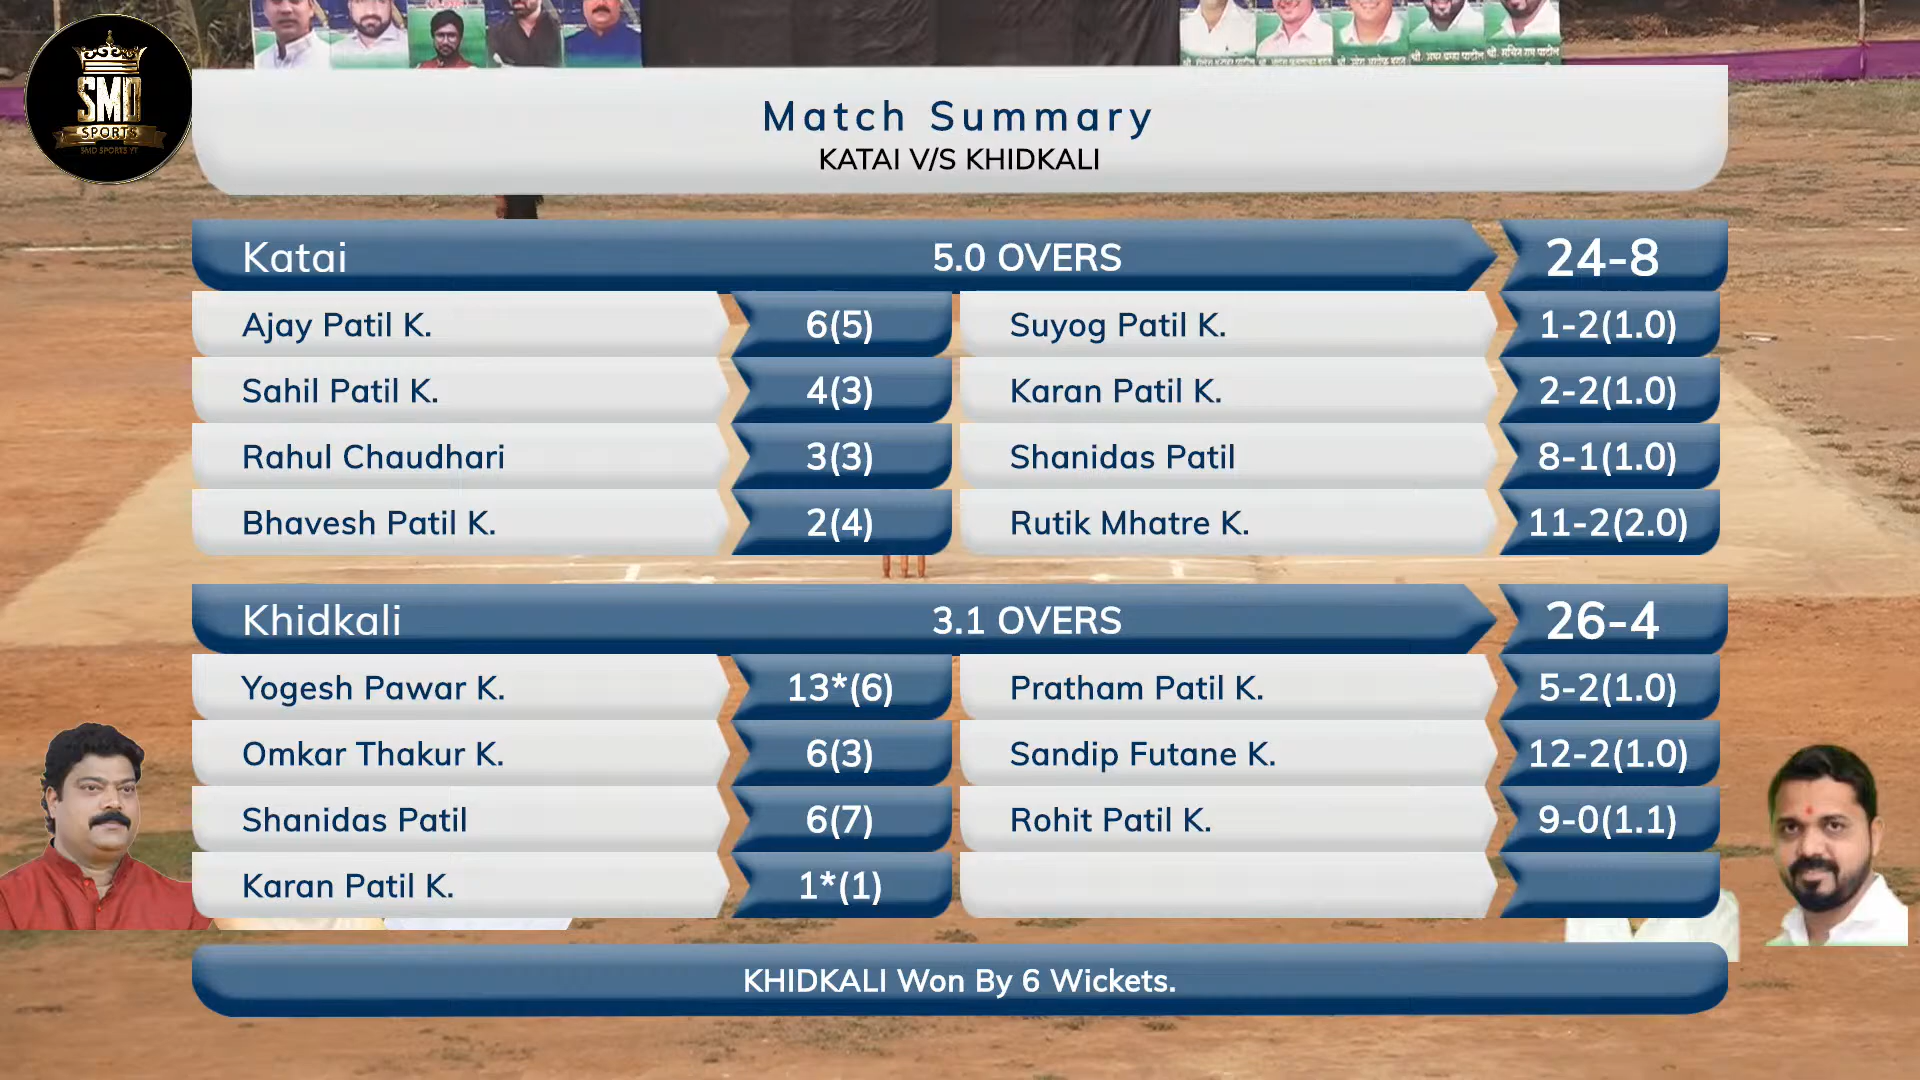 SMD
SPORTS
SMD SPORTS YT
Match Summary
KATAI V/S KHIDKALI
Katai 5.0 OVERS 24-8
Ajay Patil K. 6(5) Suyog Patil K. 1-2(1.0)
Sahil Patil K. 4(3) Karan Patil K. 2-2(1.0)
Rahul Chaudhari 3(3) Shanidas Patil 8-1(1.0)
Bhavesh Patil K. 2(4) Rutik Mhatre K. 11-2(2.0)
Khidkali 3.1 OVERS 26-4
Yogesh Pawar K. 13*(6) Pratham Patil K. 5-2(1.0)
Omkar Thakur K. 6(3) Sandip Futane K. 12-2(1.0)
Shanidas Patil 6(7) Rohit Patil K. 9-0(1.1)
Karan Patil K. 1*(1)
KHIDKALI Won By 6 Wickets.